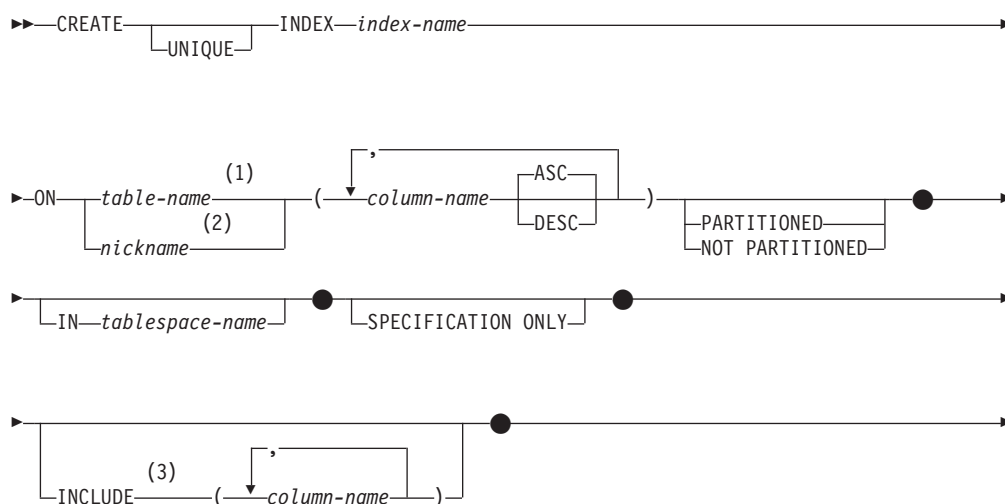 CREATE INDEX index-name
UNIQUE
,
(1) ASC
ON table-name ( column-name )
(2) DESC PARTITIONED
nickname NOT PARTITIONED
IN tablespace-name SPECIFICATION ONLY
(3) ,
INCLUDE ( column-name )